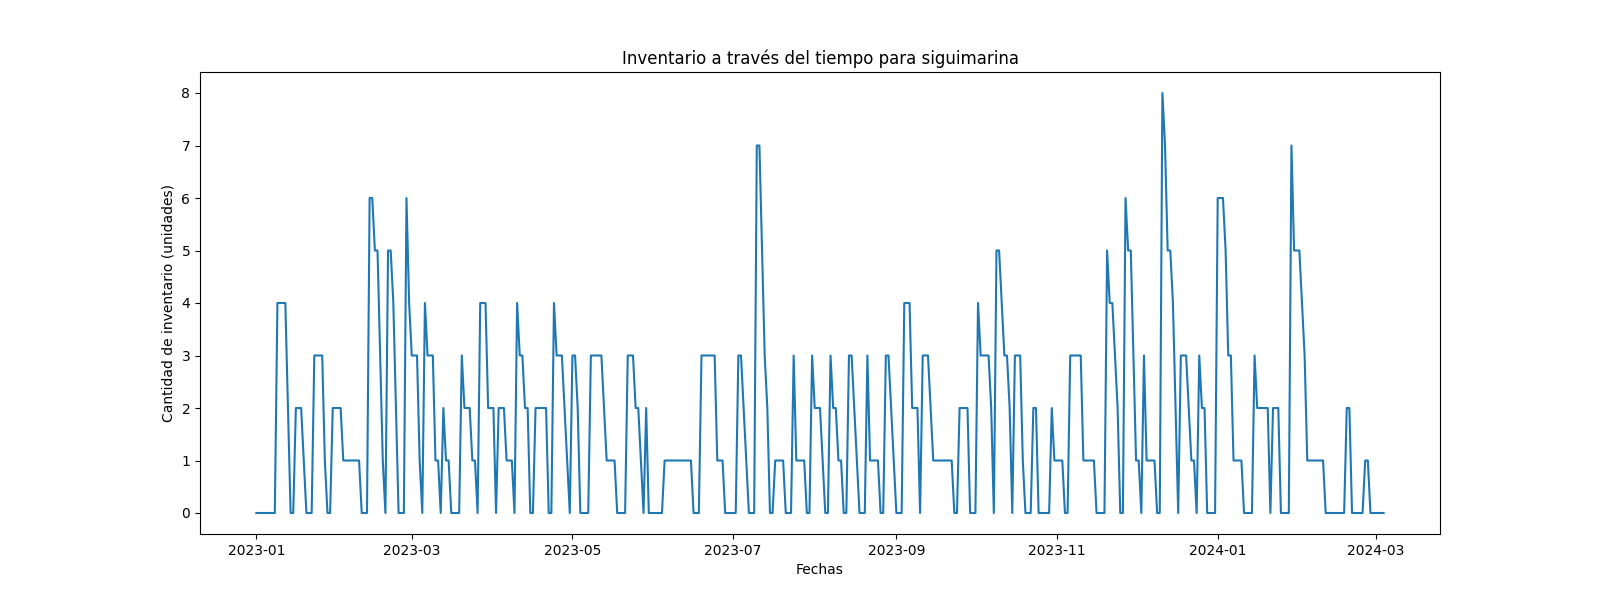 Inventario a través del tiempo para siguimarina
Cantidad de inventario (unidades)
8
7
6
5
4
3
2
1
0
2023-01 2023-03 2023-05 2023-07 2023-09 2023-11 2024-01 2024-03
Fechas